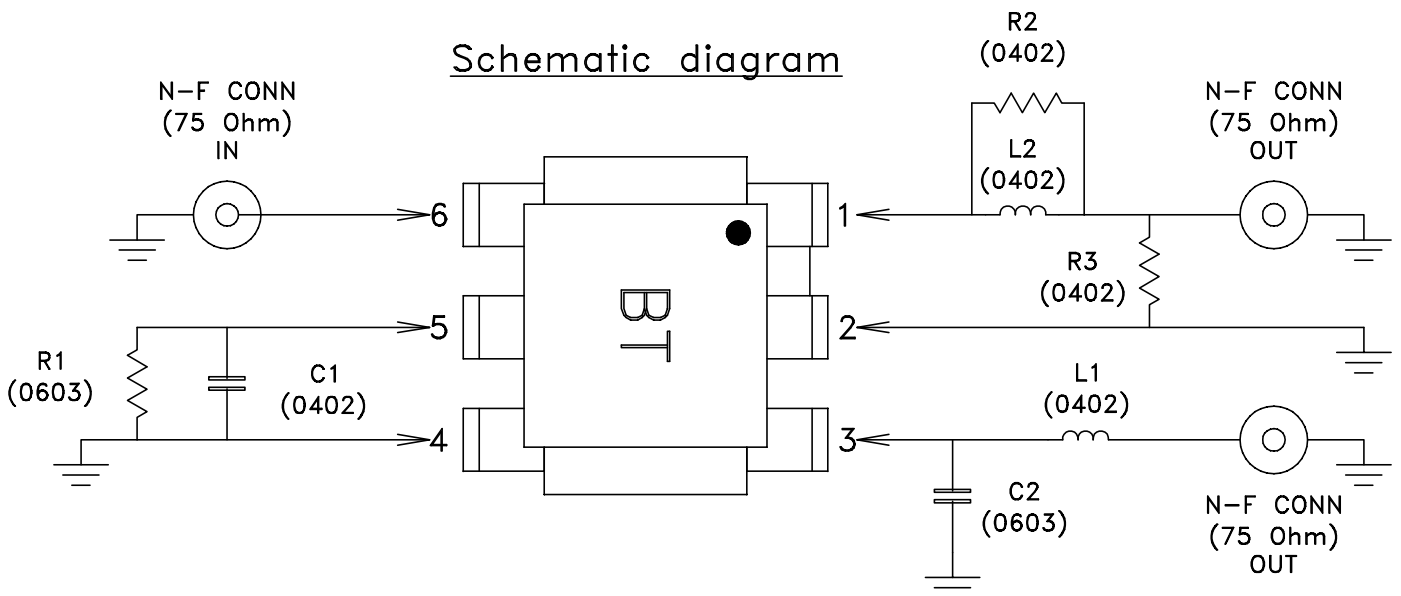 Schematic diagram
N-F CONN
(75 Ohm)
IN
R2
(0402)
L2
(0402)
N-F CONN
(75 Ohm)
OUT
6
1
R3
(0402)
BT
5
2
R1
(0603)
C1
(0402)
L1
(0402)
4
3
C2
(0603)
N-F CONN
(75 Ohm)
OUT